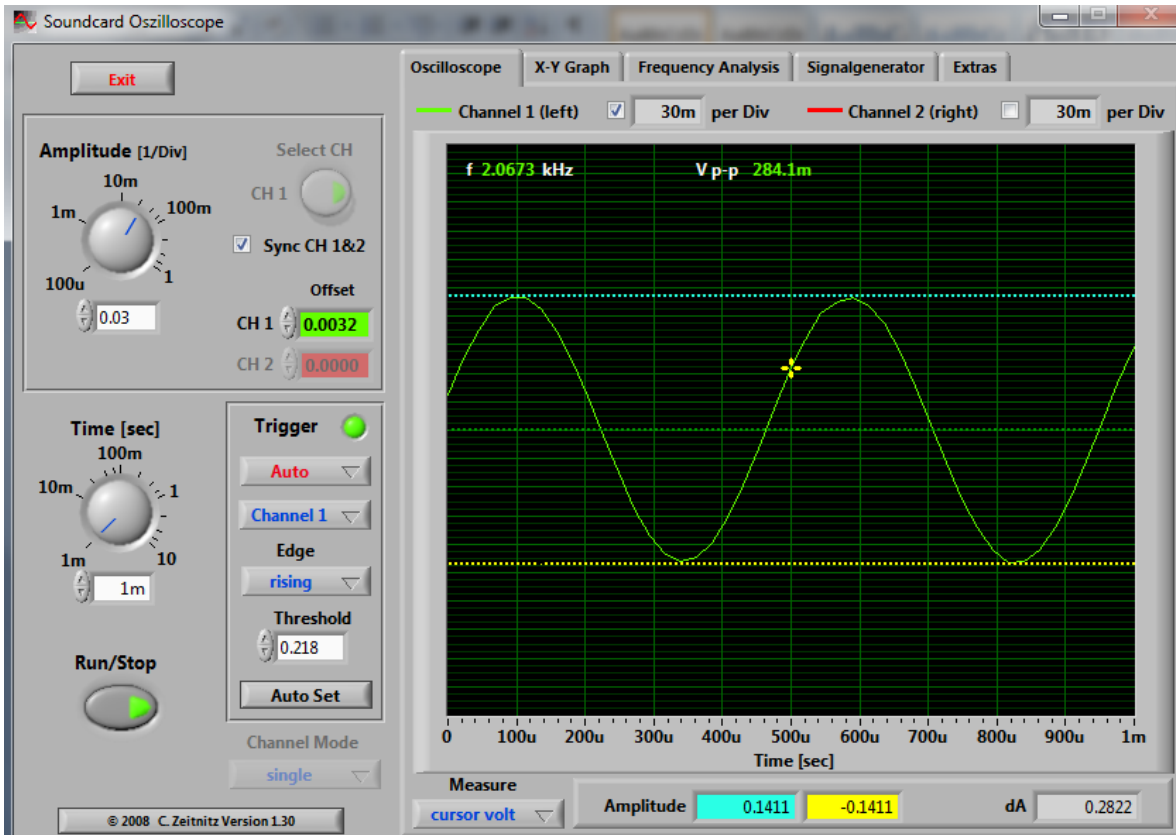 Soundcard Oszilloscope
Exit
Amplitude [1/Div]
10m
1m
100m
100u
1
0.03
Select CH
CH 1
Sync CH 1&2
Offset
CH 1 0.0032
CH 2 0.0000
Time [sec]
100m
10m
1
1m
10
1m
Run/Stop
Trigger
Auto
Channel 1
Edge
rising
Threshold
0.218
Auto Set
Channel Mode
single
© 2008 C. Zeitnitz Version 1.30
Oscilloscope X-Y Graph Frequency Analysis Signalgenerator Extras
Channel 1 (left) 30m per Div Channel 2 (right) 30m per Div
f 2.0673 kHz V p-p 284.1m
0 100u 200u 300u 400u 500u 600u 700u 800u 900u 1m
Time [sec]
Measure
cursor volt
Amplitude 0.1411 -0.1411 dA 0.2822